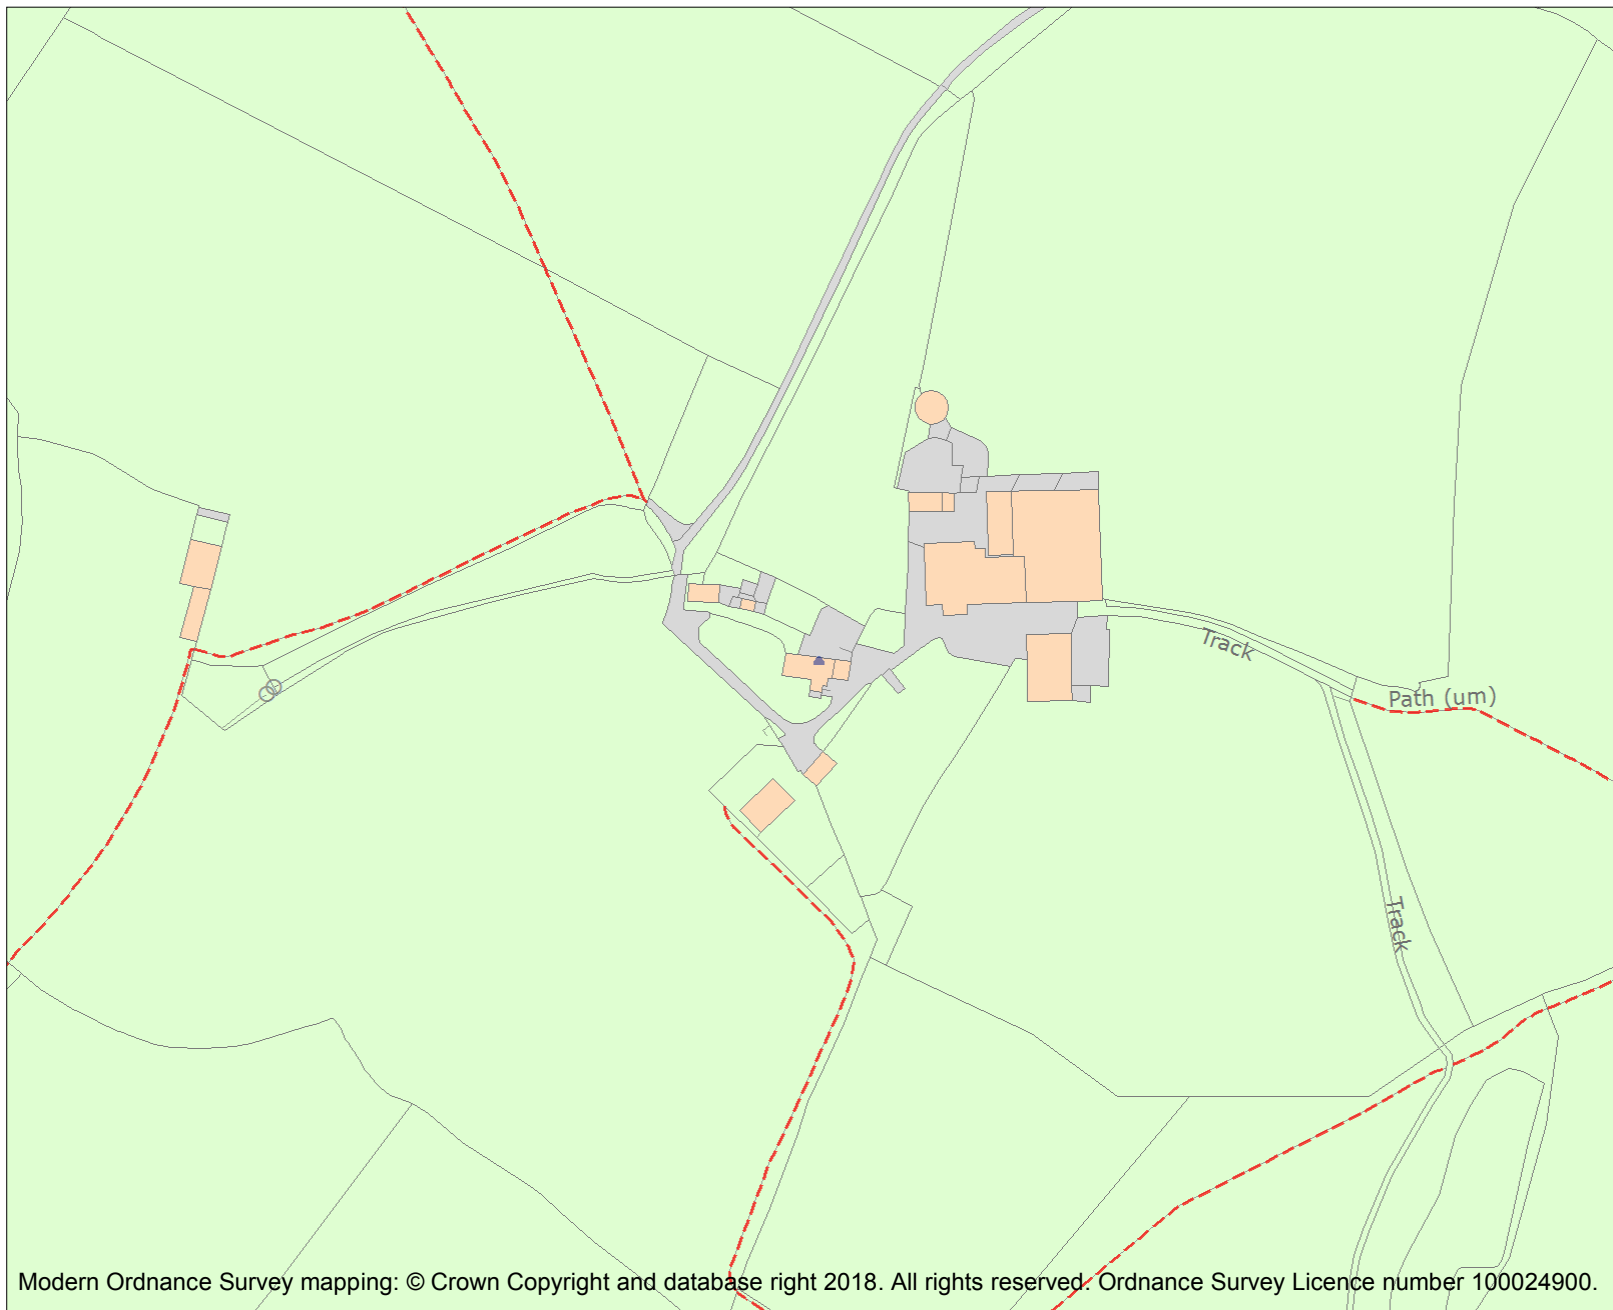 Track
Path (um)
Track
Modern Ordnance Survey mapping: © Crown Copyright and database right 2018. All rights reserved. Ordnance Survey Licence number 100024900.